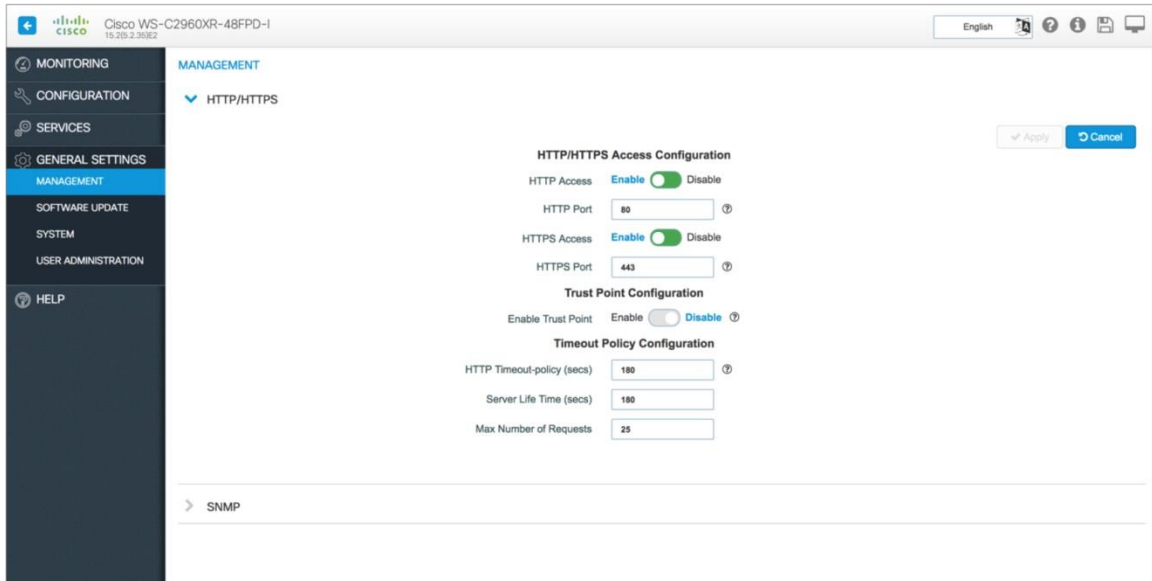 CISCO
Cisco WS-C2960XR-48FPD-I
15.2(5.2.35)E2
English
MONITORING
CONFIGURATION
SERVICES
GENERAL SETTINGS
MANAGEMENT
SOFTWARE UPDATE
SYSTEM
USER ADMINISTRATION
HELP
MANAGEMENT
HTTP/HTTPS
Apply
Cancel
HTTP/HTTPS Access Configuration
HTTP Access Enable Disable
HTTP Port 80
HTTPS Access Enable Disable
HTTPS Port 443
Trust Point Configuration
Enable Trust Point Enable Disable
Timeout Policy Configuration
HTTP Timeout-policy (secs) 180
Server Life Time (secs) 180
Max Number of Requests 25
SNMP